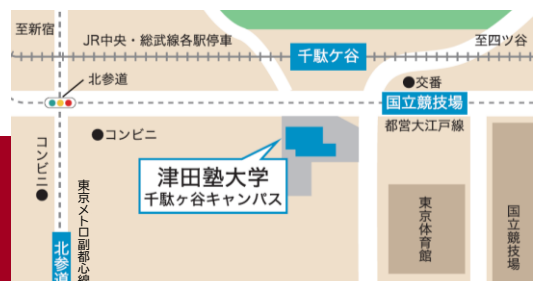 至新宿
JR中央・総武線各駅停車
千駄ケ谷
至四ツ谷
北参道
交番
国立競技場
都営大江戸線
コンビニ
コンビニ
津田塾大学
千駄ヶ谷キャンパス
東京メトロ副都心線
北参道
東京体育館
国立競技場